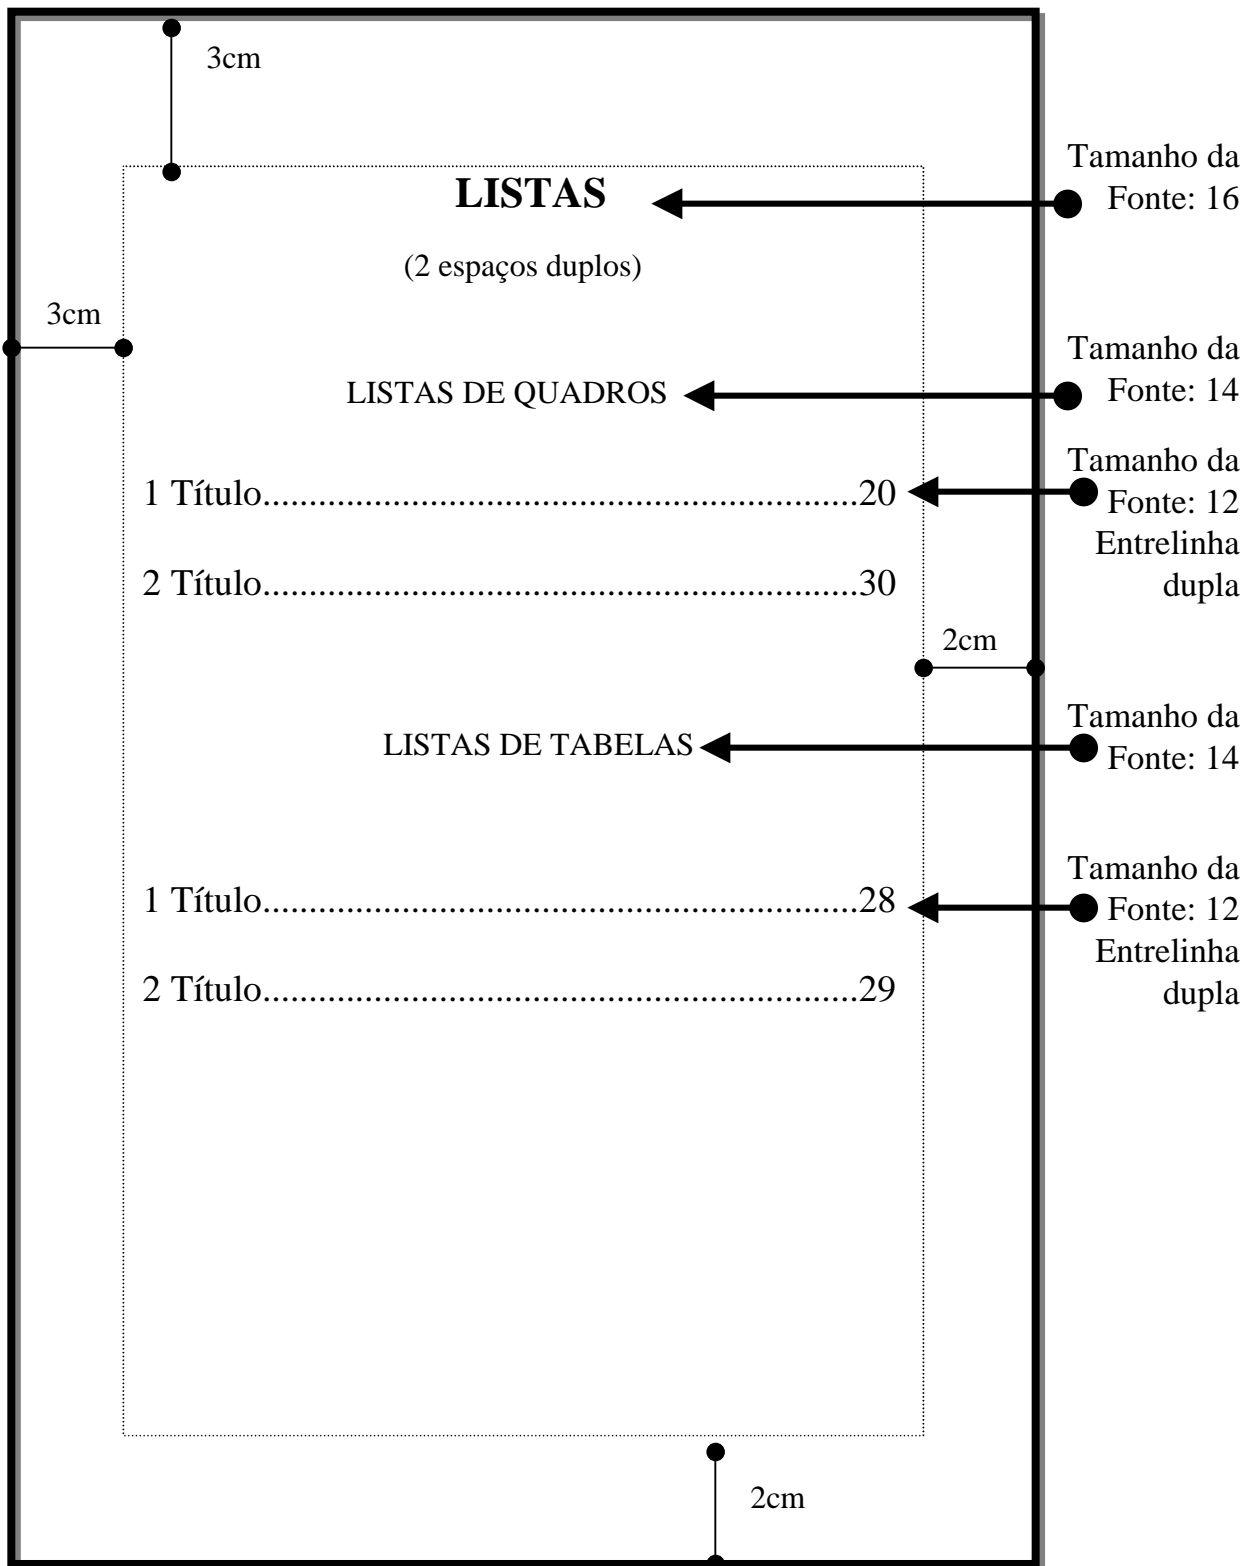 3cm
Tamanho da
Fonte: 16
LISTAS
(2 espaços duplos)
3cm
Tamanho da
Fonte: 14
LISTAS DE QUADROS
Tamanho da
Fonte: 12
Entrelinha
dupla
1 Título................................................................20
2 Título................................................................30
2cm
Tamanho da
Fonte: 14
LISTAS DE TABELAS
Tamanho da
Fonte: 12
Entrelinha
dupla
1 Título................................................................28
2 Título................................................................29
2cm